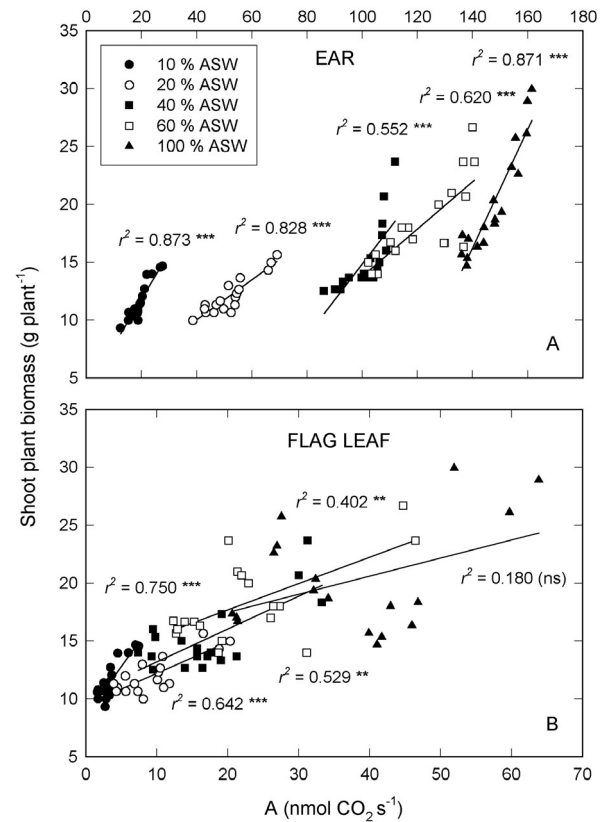 0 20 40 60 80 100 120 140 160 180
35
30
25
20
15
10
5
10 % ASW
20 % ASW
40 % ASW
60 % ASW
100 % ASW
EAR
r² = 0.871 ***
r² = 0.620 ***
r² = 0.552 ***
r² = 0.873 ***
r² = 0.828 ***
A
Shoot plant biomass (g plant⁻¹)
35
30
25
20
15
10
5
FLAG LEAF
r² = 0.402 **
r² = 0.750 ***
r² = 0.180 (ns)
r² = 0.529 **
r² = 0.642 ***
B
0 10 20 30 40 50 60 70
A (nmol CO₂ s⁻¹)